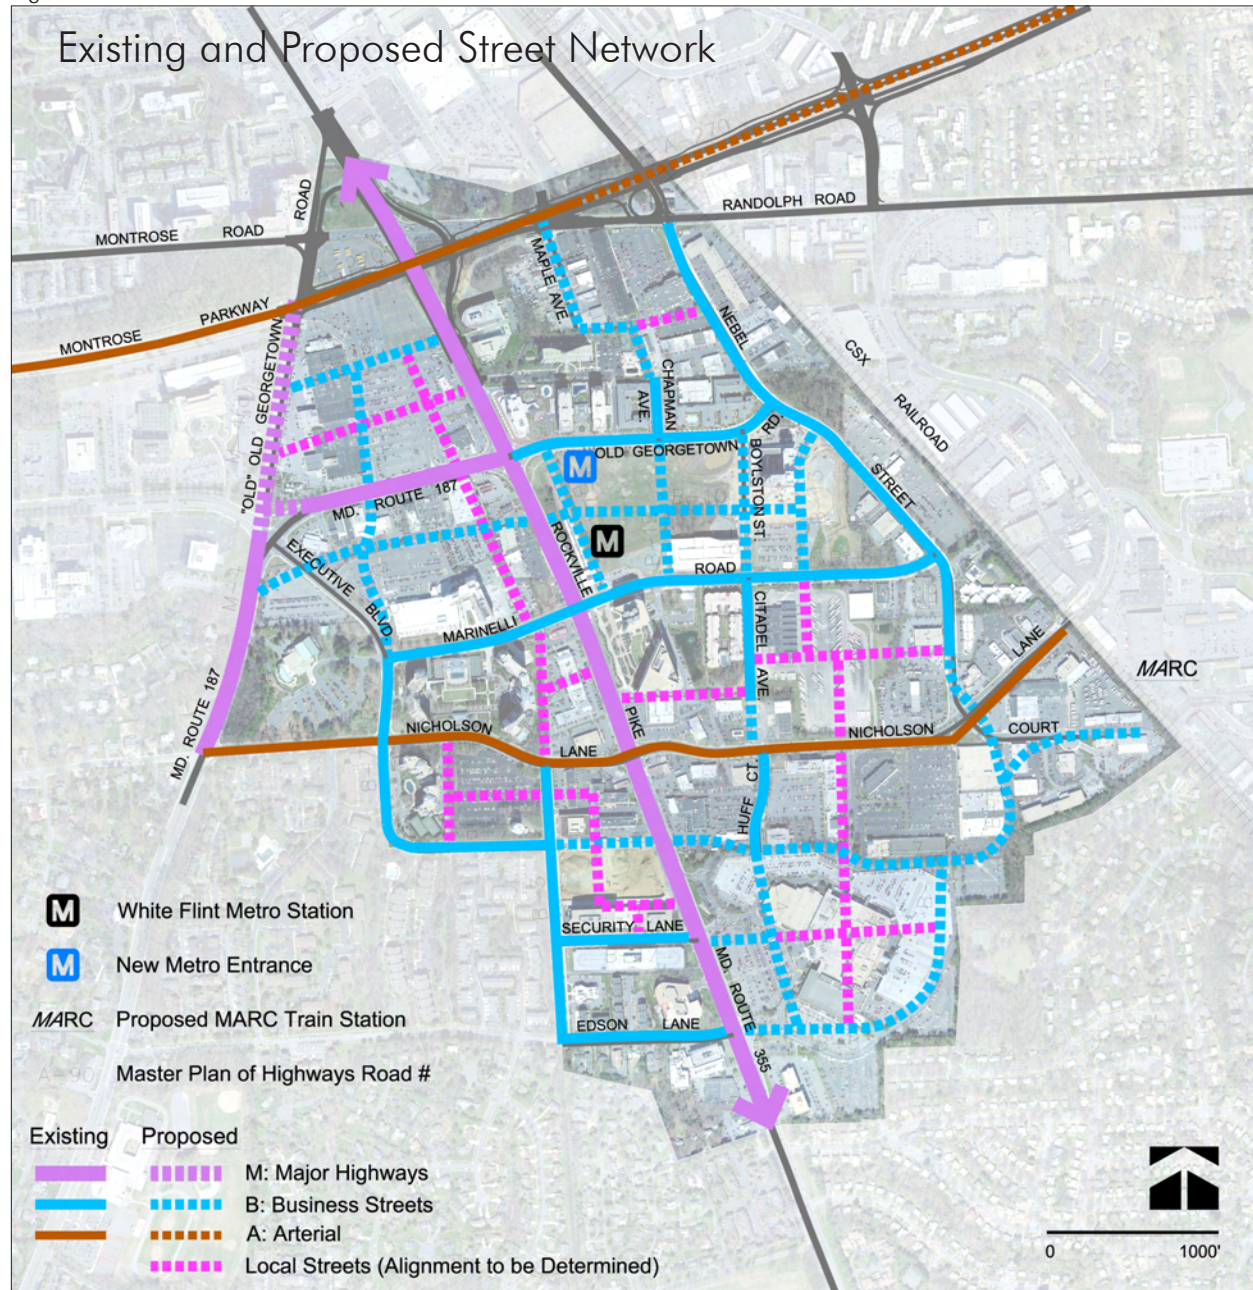 Existing and Proposed Street Network
RANDOLPH ROAD
MONTROSE ROAD
ROAD
MONTROSE PARKWAY
MAPLE AVE.
NEBEL
STREET
CSX
RAILROAD
"OLD" OLD GEORGETOWN
CHAPMAN
AVE.
OLD GEORGETOWN
RD.
M
BOYLSTON ST.
MD. ROUTE 187
M
ROCKVILLE
EXECUTIVE BLVD.
ROAD
MARINELLI
CITADEL AVE.
LANE
MARC
MD. ROUTE 187
PIKE
NICHOLSON
LANE
NICHOLSON
COURT
HUFF CT.
M White Flint Metro Station
SECURITY LANE
M New Metro Entrance
MD. ROUTE 355
MARC Proposed MARC Train Station
EDSON LANE
Master Plan of Highways Road #
Existing Proposed
M: Major Highways
B: Business Streets
A: Arterial
Local Streets (Alignment to be Determined)
0 1000'